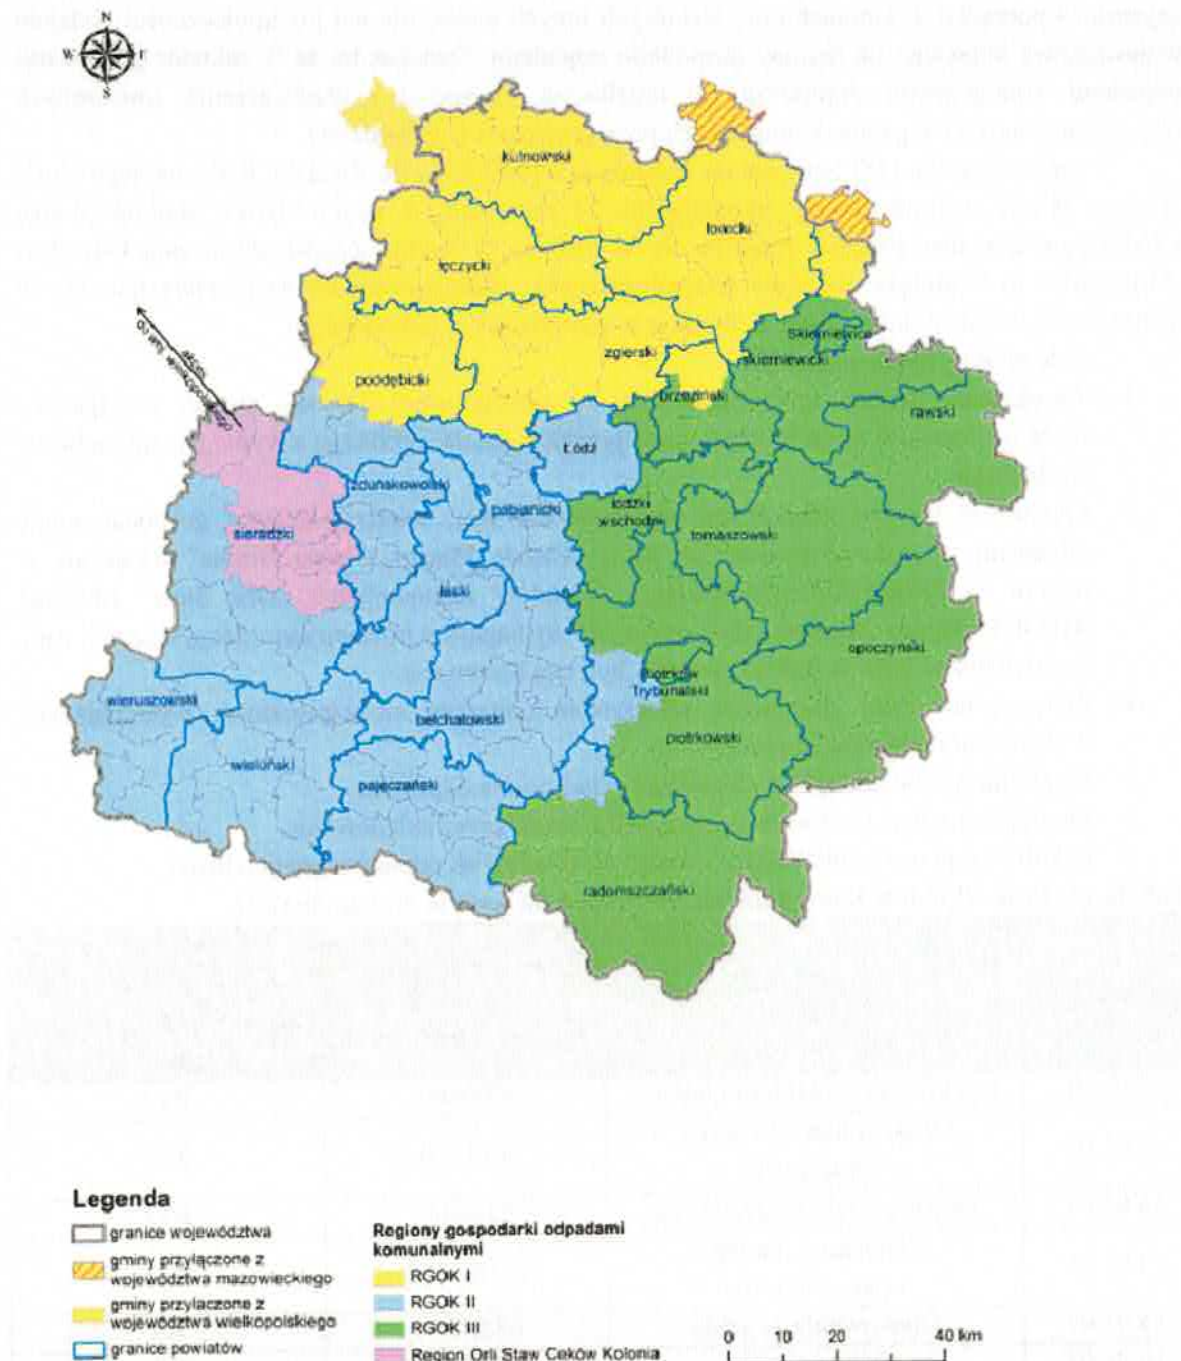 N
W
S
kutnowski
łowicki
łęczycki
Skierniewice
zgierski
skierniewicki
poddębicki
brzeziński
rawski
Łódź
zduńskowolski
pabianicki
łódzki
wschodni
sieradzki
tomaszowski
łaski
opoczyński
Piotrków
Trybunalski
wieruszowski
bełchatowski
piotrkowski
wieluński
pajęczański
radomszczański
Legenda
granice województwa
gminy przyłączone z
województwa mazowieckiego
gminy przyłaczone z
województwa wielkopolskiego
granice powiatów
Regiony gospodarki odpadami
komunalnymi
RGOK I
RGOK II
RGOK III
Region Orli Staw Ceków Kolonia
0 10 20 40 km